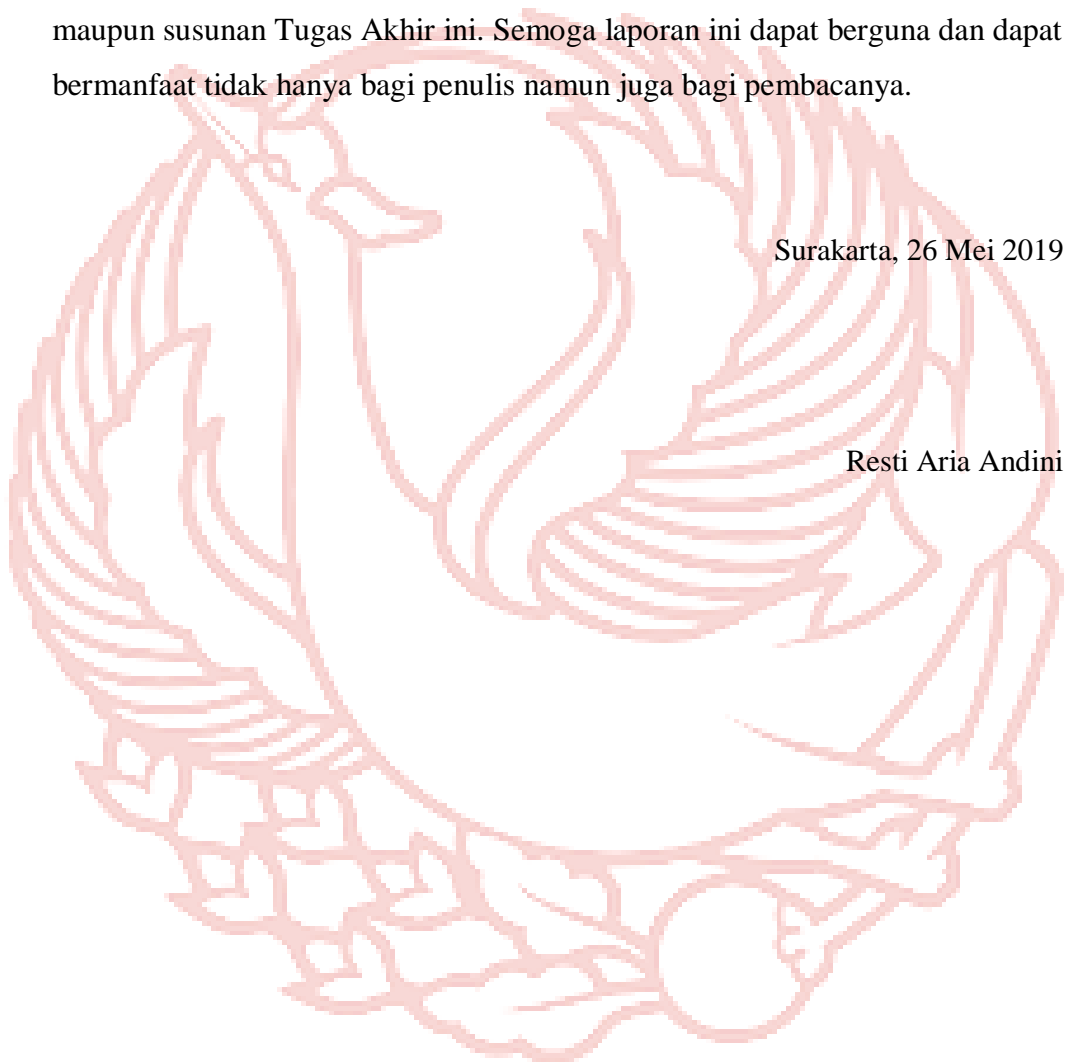 maupun susunan Tugas Akhir ini. Semoga laporan ini dapat berguna dan dapat
bermanfaat tidak hanya bagi penulis namun juga bagi pembacanya.
Surakarta, 26 Mei 2019
Resti Aria Andini